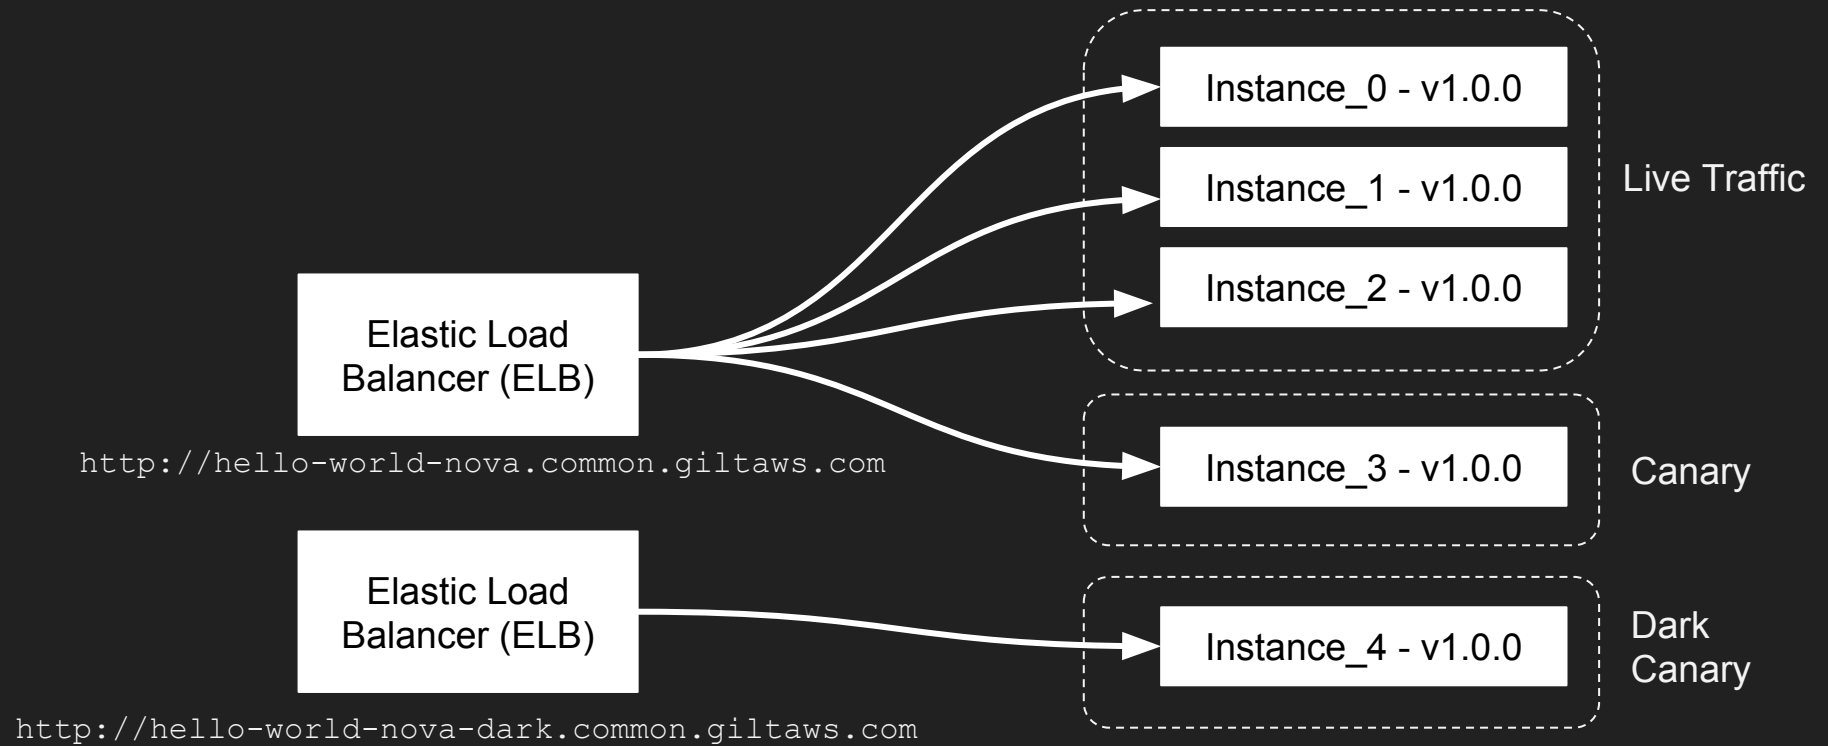 Instance_0 - v1.0.0
Instance_1 - v1.0.0
Live Traffic
Instance_2 - v1.0.0
Elastic Load
Balancer (ELB)
http://hello-world-nova.common.giltaws.com
Instance_3 - v1.0.0
Canary
Elastic Load
Balancer (ELB)
Instance_4 - v1.0.0
Dark
Canary
http://hello-world-nova-dark.common.giltaws.com